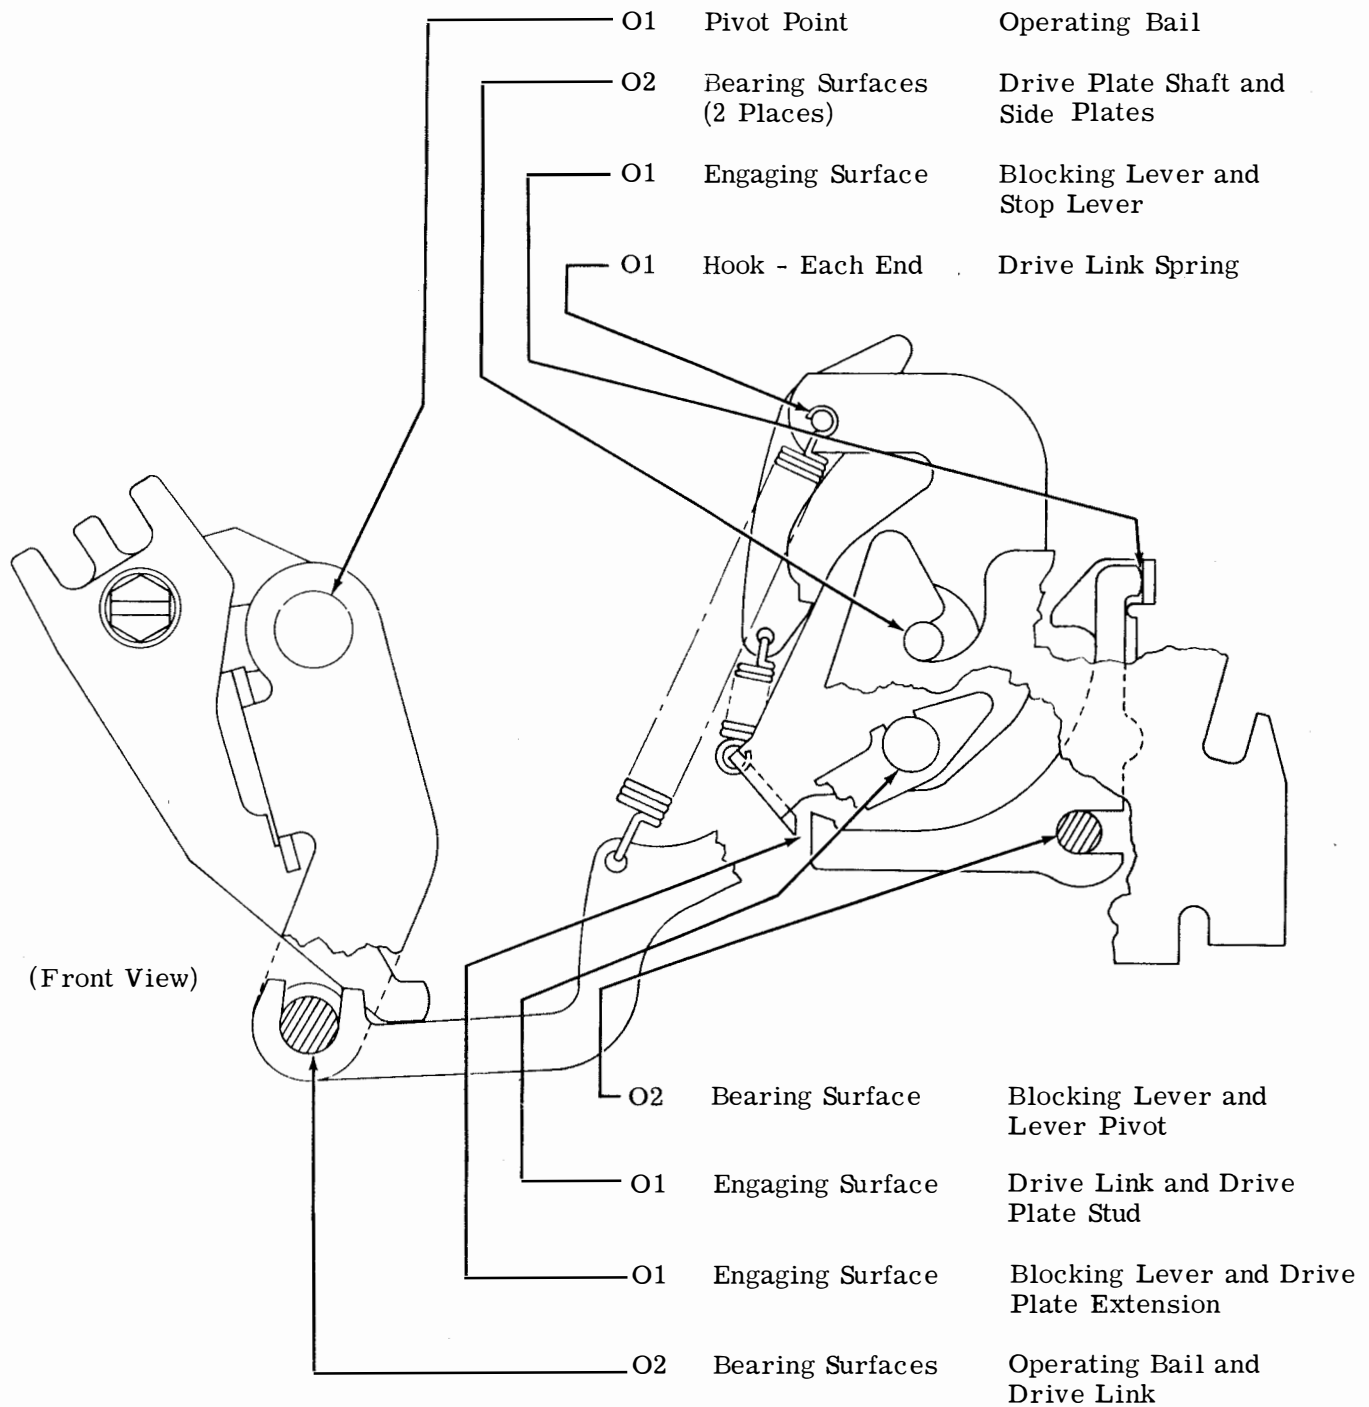 O1 Pivot Point Operating Bail
O2 Bearing Surfaces Drive Plate Shaft and
(2 Places) Side Plates
O1 Engaging Surface Blocking Lever and
Stop Lever
O1 Hook - Each End Drive Link Spring
(Front View)
O2 Bearing Surface Blocking Lever and
Lever Pivot
O1 Engaging Surface Drive Link and Drive
Plate Stud
O1 Engaging Surface Blocking Lever and Drive
Plate Extension
O2 Bearing Surfaces Operating Bail and
Drive Link